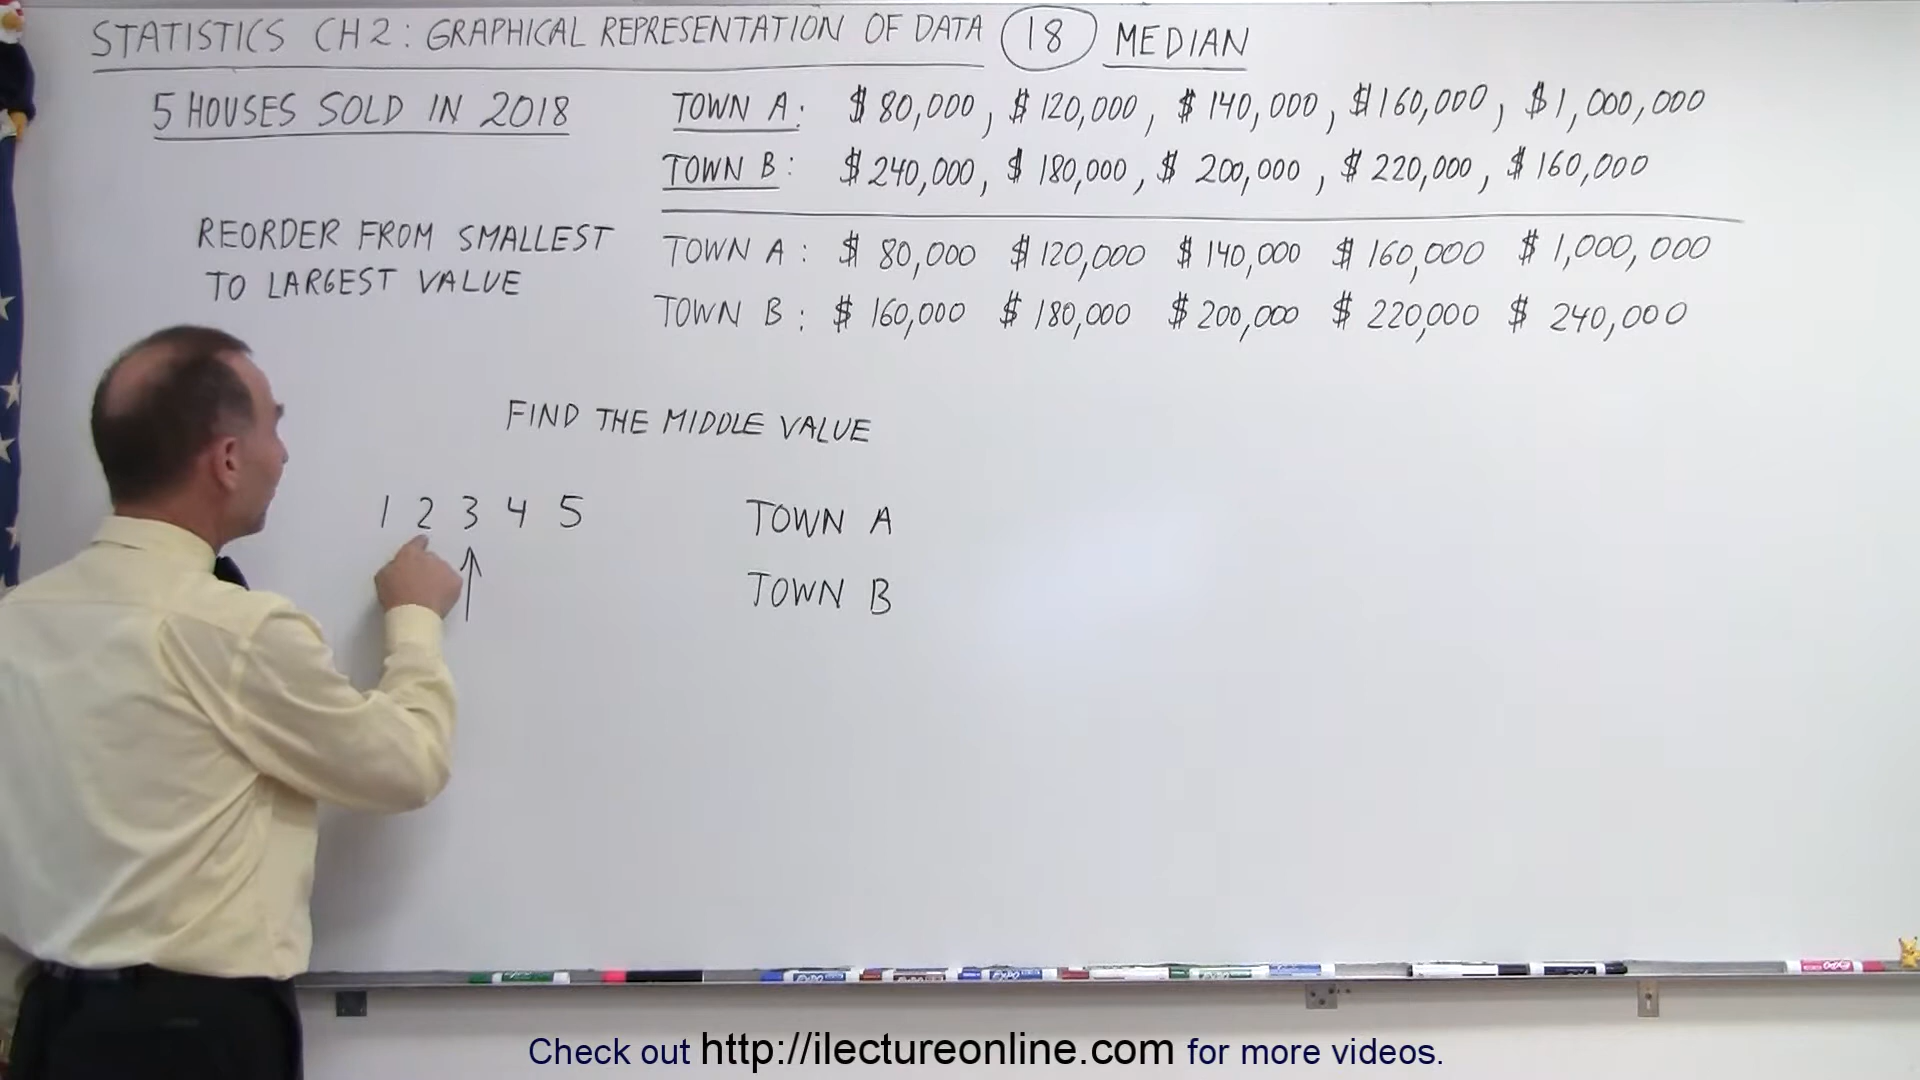 STATISTICS CH2: GRAPHICAL REPRESENTATION OF DATA 18 MEDIAN
5 HOUSES SOLD IN 2018
TOWN A: $ 80,000, $ 120,000, $ 140,000, $ 160,000, $ 1,000,000
TOWN B: $ 240,000, $ 180,000, $ 200,000, $ 220,000, $ 160,000
REORDER FROM SMALLEST
TO LARGEST VALUE
TOWN A: $ 80,000 $ 120,000 $ 140,000 $ 160,000 $ 1,000,000
TOWN B: $ 160,000 $ 180,000 $ 200,000 $ 220,000 $ 240,000
FIND THE MIDDLE VALUE
1 2 3 4 5
TOWN A
TOWN B
Check out http://ilectureonline.com for more videos.